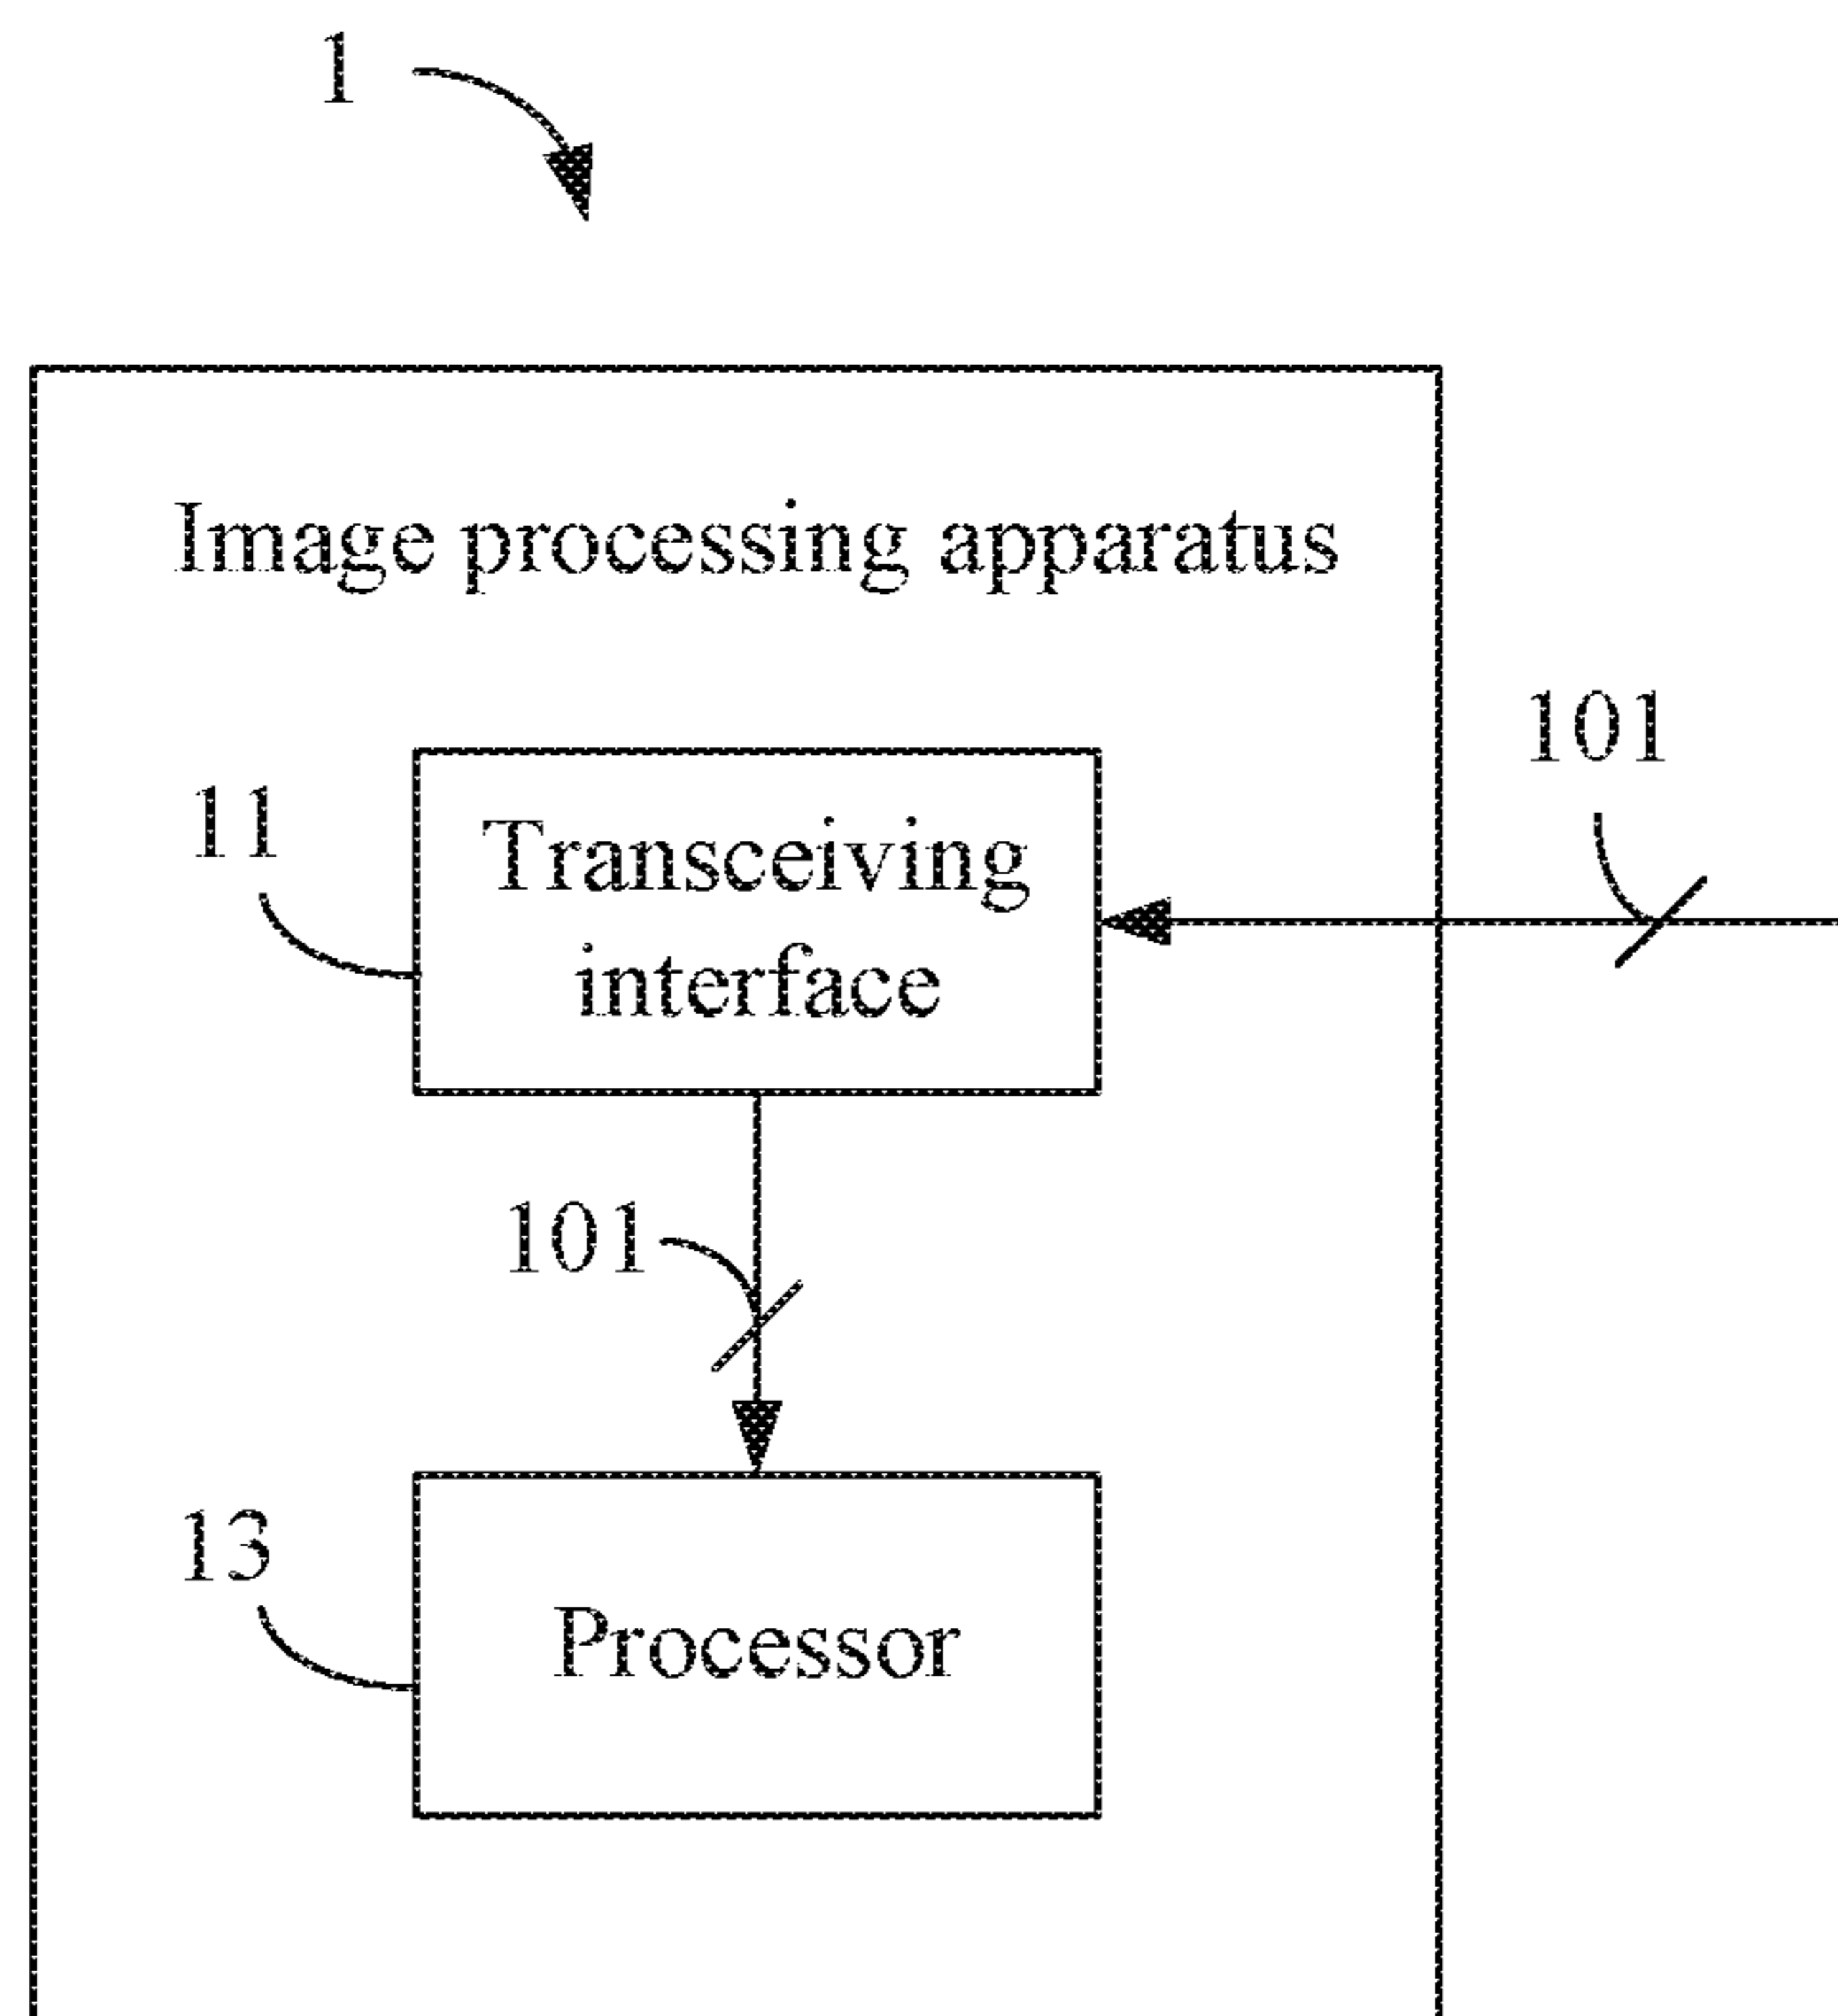 1
Image processing apparatus
101
11
Transceiving
interface
101
13
Processor